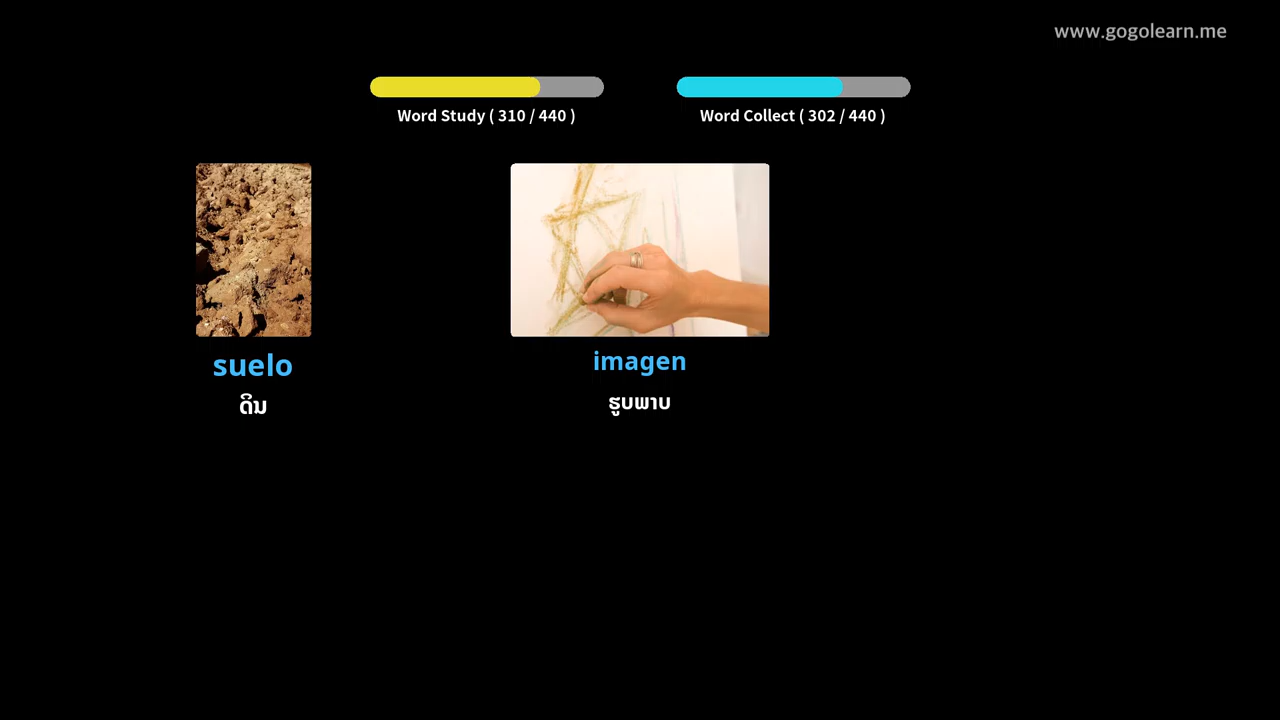 www.gogolearn.me
Word Study ( 310 / 440 )
Word Collect ( 302 / 440 )
suelo
ດິນ
imagen
ຮູບພາບ